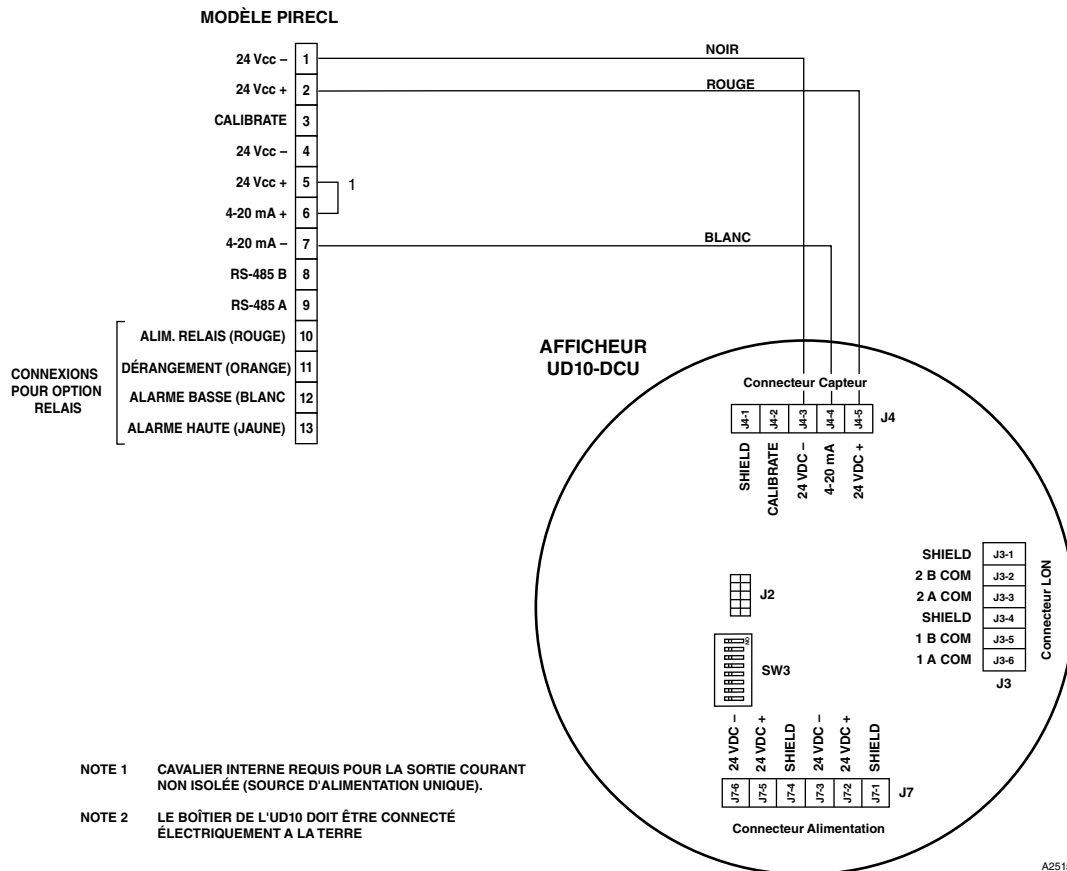 MODÈLE PIRECL
24 Vcc – 1
24 Vcc + 2
CALIBRATE 3
24 Vcc – 4
24 Vcc + 5
4-20 mA + 6
4-20 mA – 7
RS-485 B 8
RS-485 A 9
ALIM. RELAIS (ROUGE) 10
DÉRANGEMENT (ORANGE) 11
ALARME BASSE (BLANC 12
ALARME HAUTE (JAUNE) 13
1
CONNEXIONS
POUR OPTION
RELAIS
NOIR
ROUGE
BLANC
AFFICHEUR
UD10-DCU
Connecteur Capteur
J4-1
J4-2
J4-3
J4-4
J4-5
J4
SHIELD
CALIBRATE
24 VDC –
4-20 mA
24 VDC +
SHIELD J3-1
2 B COM J3-2
2 A COM J3-3
SHIELD J3-4
1 B COM J3-5
1 A COM J3-6
J3
Connecteur LON
J2
NO
SW3
24 VDC –
24 VDC +
SHIELD
24 VDC –
24 VDC +
SHIELD
J7-6
J7-5
J7-4
J7-3
J7-2
J7-1
J7
Connecteur Alimentation
NOTE 1 CAVALIER INTERNE REQUIS POUR LA SORTIE COURANT
NON ISOLÉE (SOURCE D'ALIMENTATION UNIQUE).
NOTE 2 LE BOÎTIER DE L'UD10 DOIT ÊTRE CONNECTÉ
ÉLECTRIQUEMENT A LA TERRE
A2515